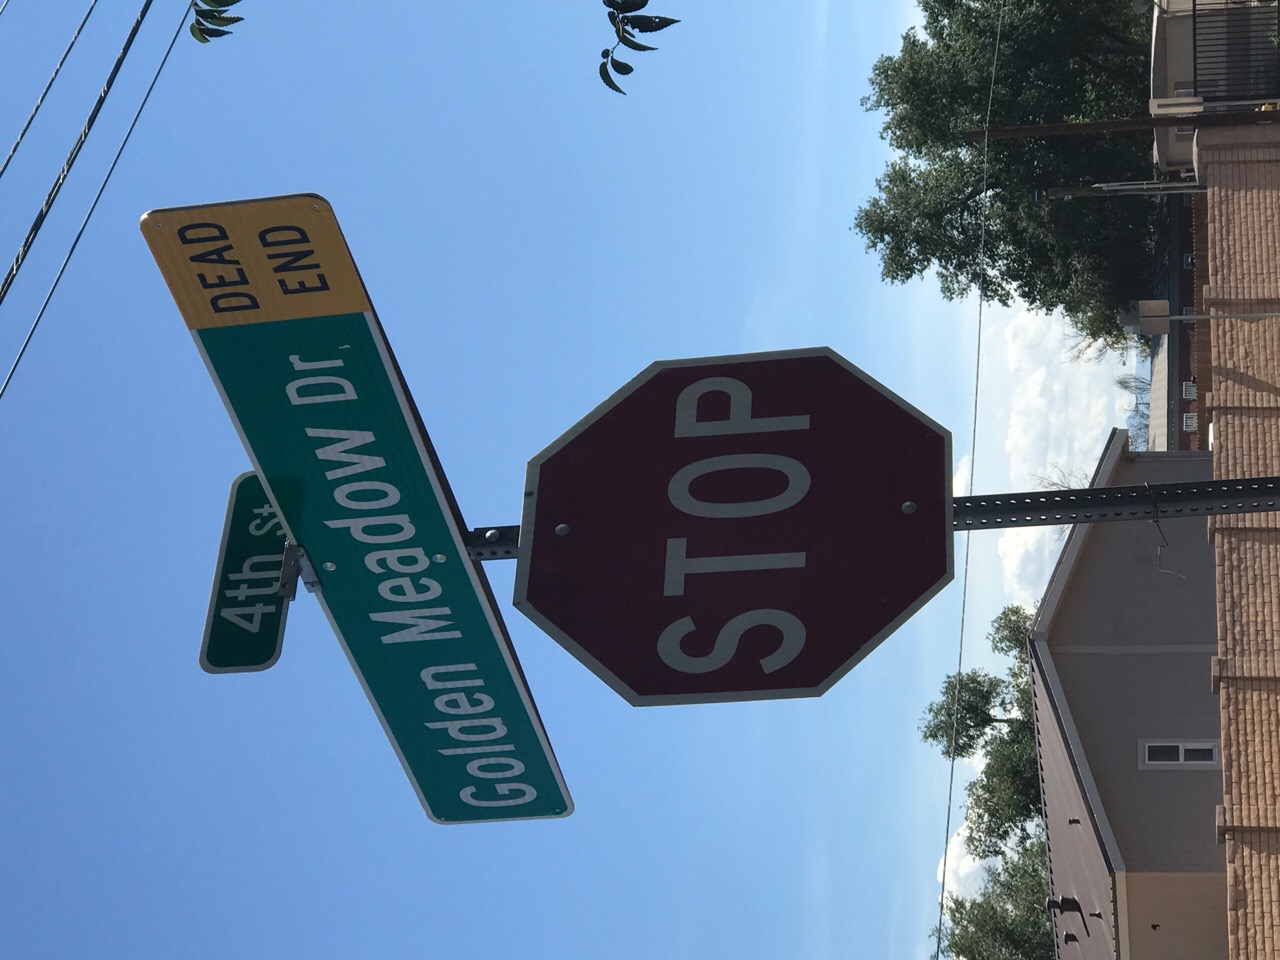 4th St
Golden Meadow Dr.
DEAD
END
STOP